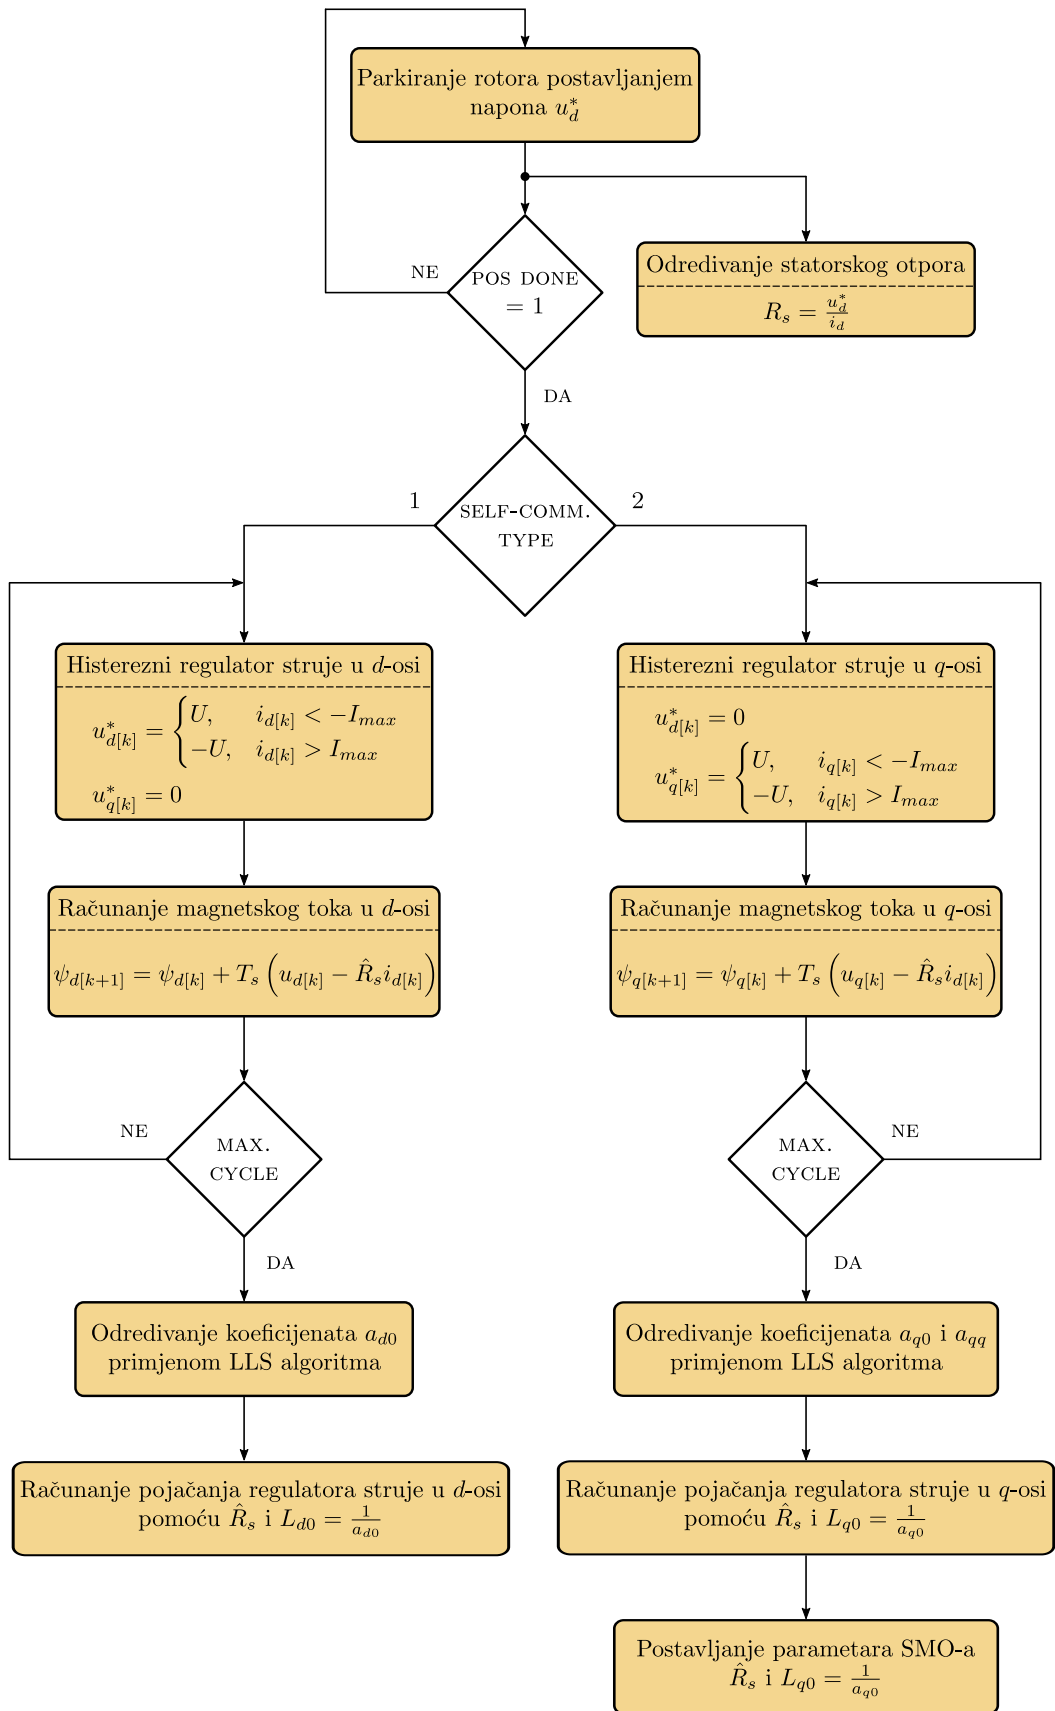 Parkiranje rotora postavljanjem
napona $u_d^*$
NE
POS DONE
= 1
Odredivanje statorskog otpora
$R_s = \frac{u_d^*}{i_d}$
DA
1
SELF-COMM.
TYPE
2
Histerezni regulator struje u $d$-osi
$u_{d[k]}^* = \begin{cases} U, & i_{d[k]} < -I_{max} \\ -U, & i_{d[k]} > I_{max} \end{cases}$
$u_{q[k]}^* = 0$
Histerezni regulator struje u $q$-osi
$u_{d[k]}^* = 0$
$u_{q[k]}^* = \begin{cases} U, & i_{q[k]} < -I_{max} \\ -U, & i_{q[k]} > I_{max} \end{cases}$
Računanje magnetskog toka u $d$-osi
$\psi_{d[k+1]} = \psi_{d[k]} + T_s \left( u_{d[k]} - \hat{R}_s i_{d[k]} \right)$
Računanje magnetskog toka u $q$-osi
$\psi_{q[k+1]} = \psi_{q[k]} + T_s \left( u_{q[k]} - \hat{R}_s i_{d[k]} \right)$
NE
MAX.
CYCLE
DA
MAX.
CYCLE
NE
DA
Odredivanje koeficijenata $a_{d0}$
primjenom LLS algoritma
Odredivanje koeficijenata $a_{q0}$ i $a_{qq}$
primjenom LLS algoritma
Računanje pojačanja regulatora struje u $d$-osi
pomoću $\hat{R}_s$ i $L_{d0} = \frac{1}{a_{d0}}$
Računanje pojačanja regulatora struje u $q$-osi
pomoću $\hat{R}_s$ i $L_{q0} = \frac{1}{a_{q0}}$
Postavljanje parametara SMO-a
$\hat{R}_s$ i $L_{q0} = \frac{1}{a_{q0}}$